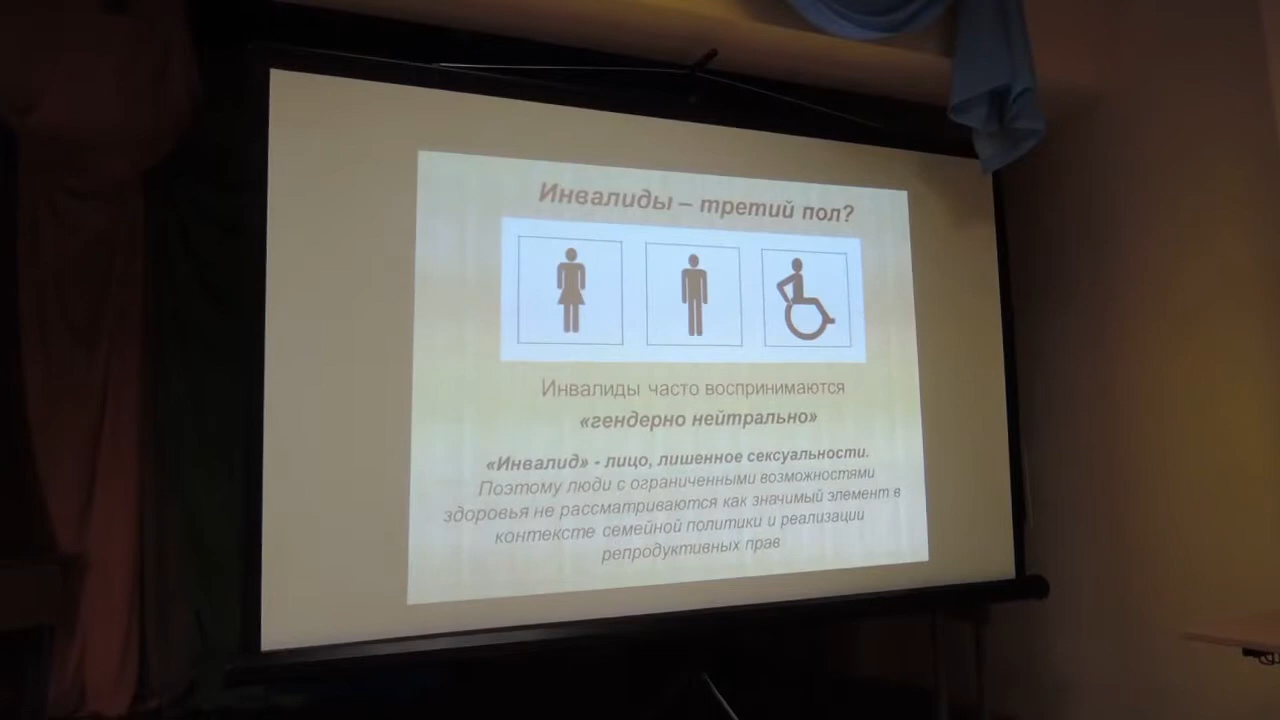 Инвалиды – третий пол?
Инвалиды часто воспринимаются
«гендерно нейтрально»
«Инвалид» - лицо, лишенное сексуальности.
Поэтому люди с ограниченными возможностями
здоровья не рассматриваются как значимый элемент в
контексте семейной политики и реализации
репродуктивных прав